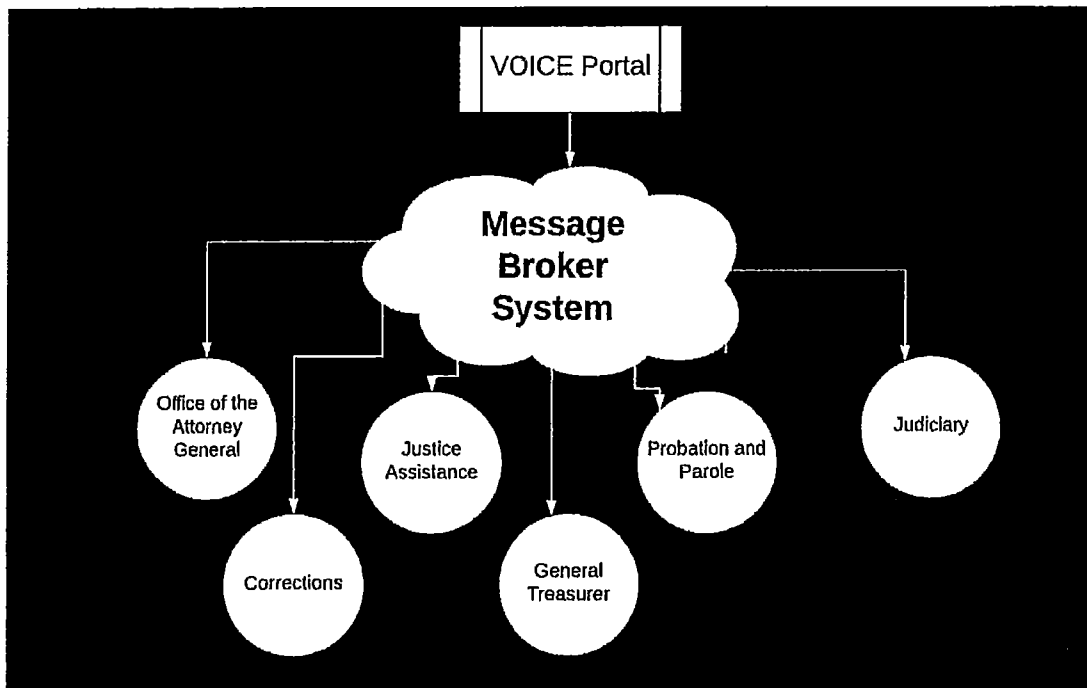 VOICE Portal
Message
Broker
System
Office of the
Attorney
General
Justice
Assistance
Probation and
Parole
Judiciary
Corrections
General
Treasurer